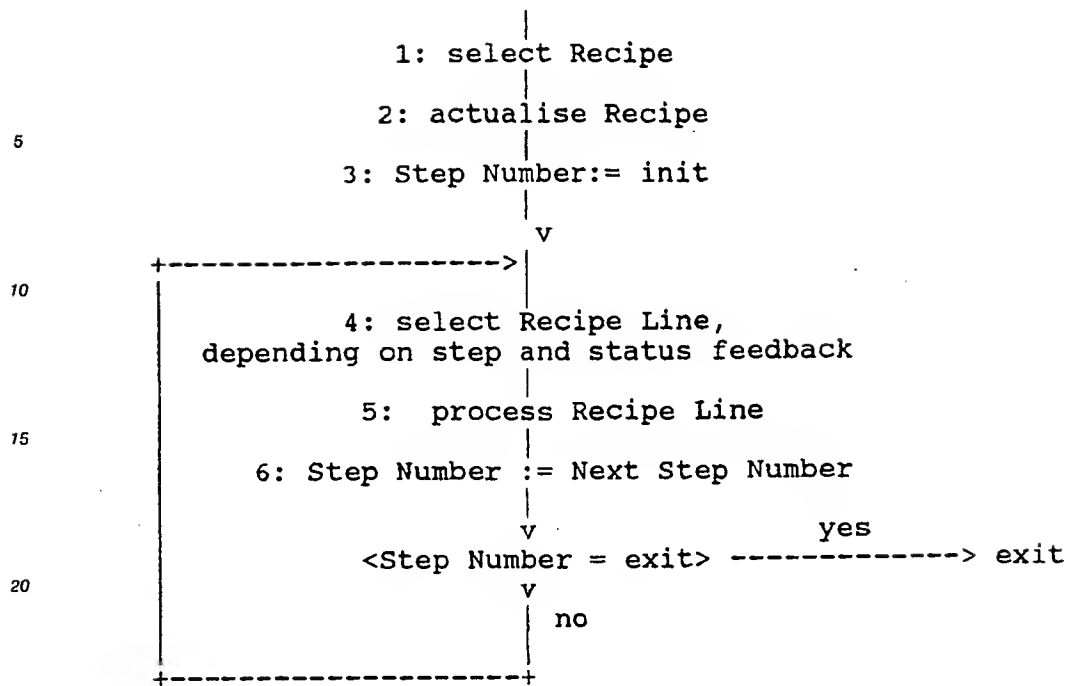 1: select Recipe
2: actualise Recipe
5
3: Step Number:= init
v
+--------------------->
10
4: select Recipe Line,
depending on step and status feedback
5: process Recipe Line
15
6: Step Number := Next Step Number
v yes
<Step Number = exit> --------------> exit
20
v
no
+-----------------------+